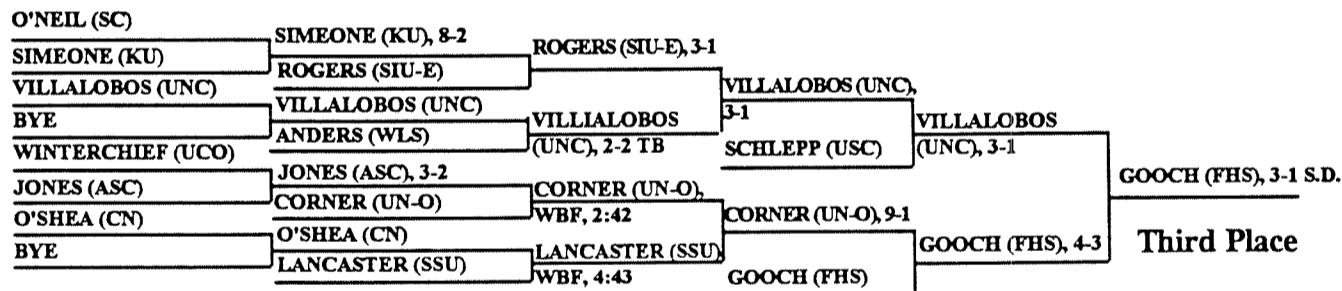 O'NEIL (SC)
SIMEONE (KU)
VILLALOBOS (UNC)
BYE
WINTERCHIEF (UCO)
JONES (ASC)
O'SHEA (CN)
BYE
SIMEONE (KU), 8-2
ROGERS (SIU-E)
VILLALOBOS (UNC)
ANDERS (WLS)
JONES (ASC), 3-2
CORNER (UN-O)
O'SHEA (CN)
LANCASTER (SSU)
ROGERS (SIU-E), 3-1
VILLIALOBOS
(UNC), 2-2 TB
CORNER (UN-O),
WBF, 2:42
LANCASTER (SSU),
WBF, 4:43
VILLALOBOS (UNC),
3-1
SCHLEPP (USC)
CORNER (UN-O), 9-1
GOOCH (FHS)
VILLALOBOS
(UNC), 3-1
GOOCH (FHS), 4-3
GOOCH (FHS), 3-1 S.D.
Third Place